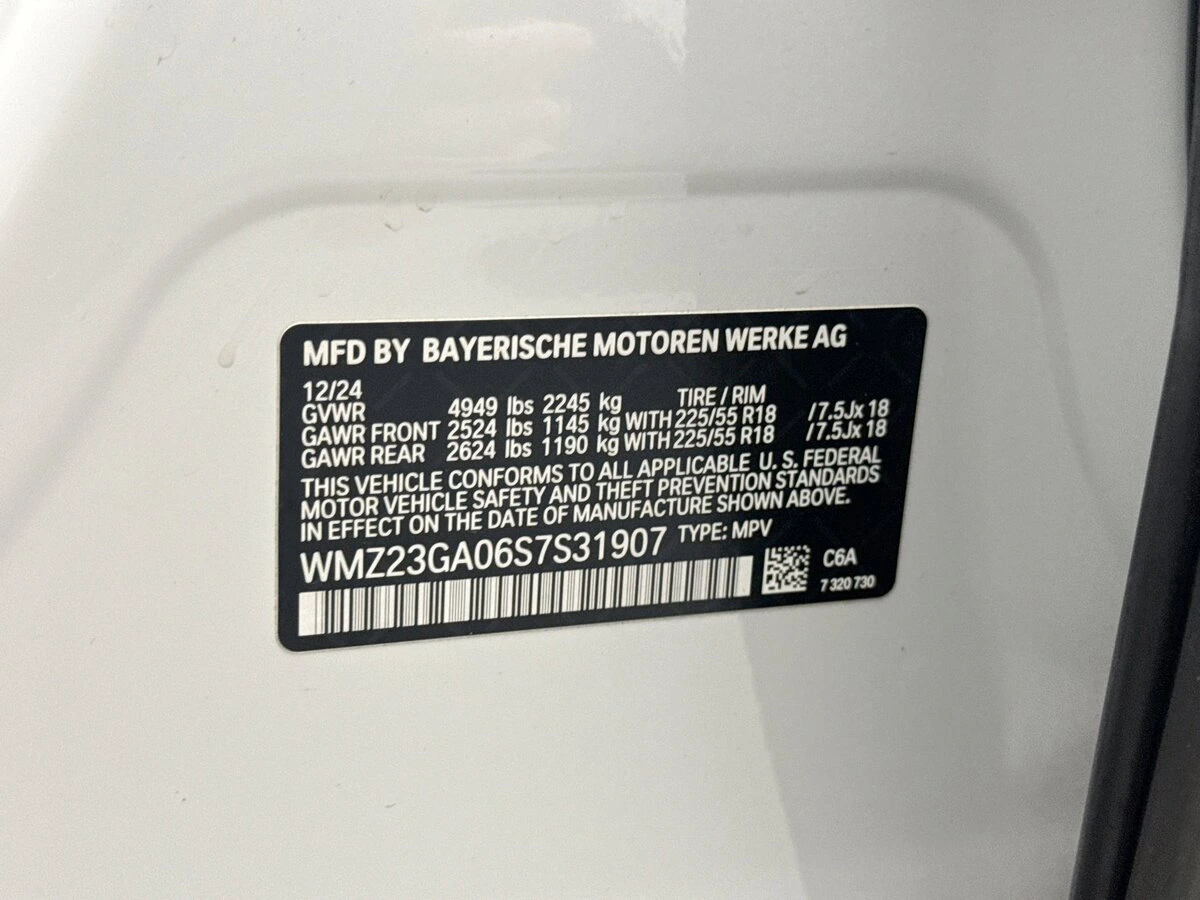 MFD BY BAYERISCHE MOTOREN WERKE AG
12/24
GVWR 4949 lbs 2245 kg TIRE / RIM
GAWR FRONT 2524 lbs 1145 kg WITH 225/55 R18 /7.5Jx 18
GAWR REAR 2624 lbs 1190 kg WITH 225/55 R18 /7.5Jx 18
THIS VEHICLE CONFORMS TO ALL APPLICABLE U. S. FEDERAL
MOTOR VEHICLE SAFETY AND THEFT PREVENTION STANDARDS
IN EFFECT ON THE DATE OF MANUFACTURE SHOWN ABOVE.
WMZ23GA06S7S31907 TYPE: MPV
C6A
7 320 730